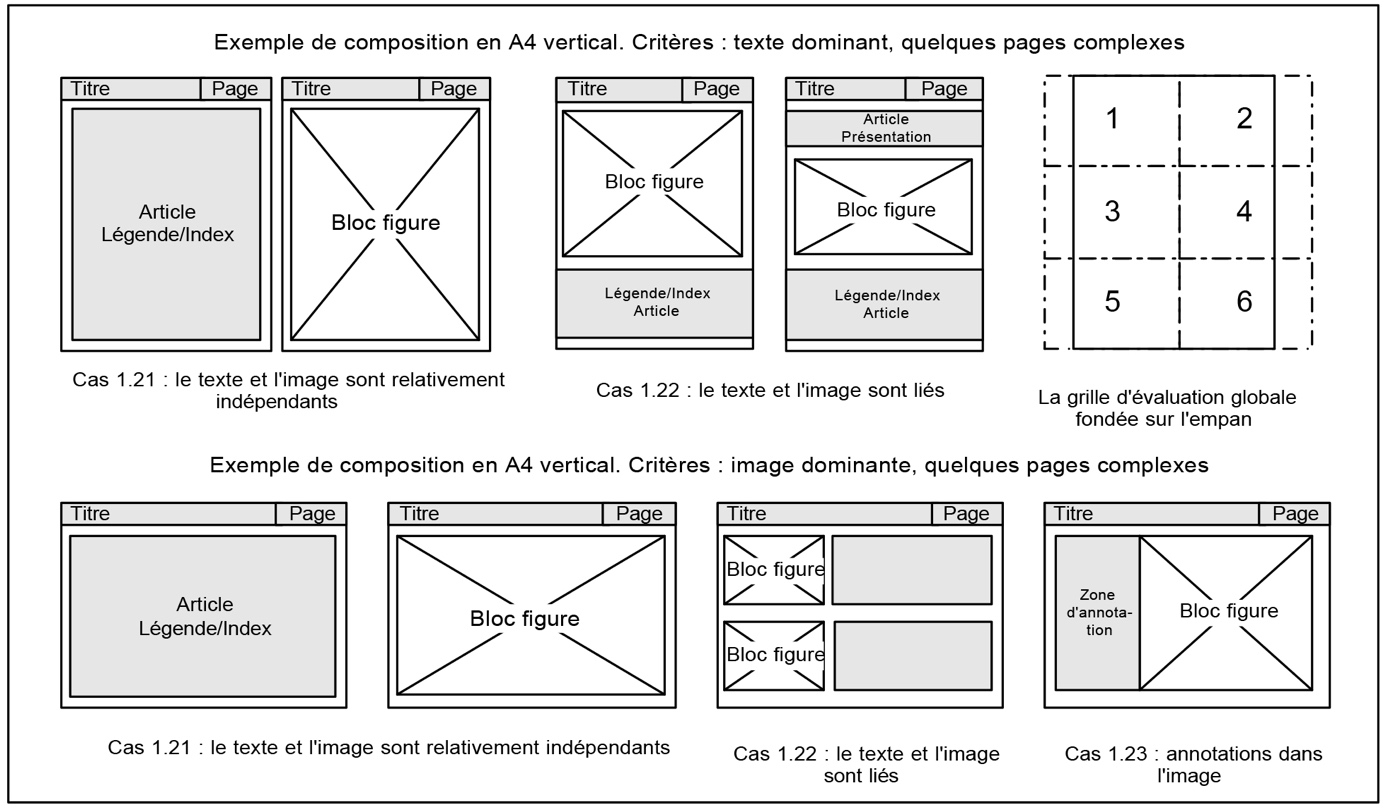 Exemple de composition en A4 vertical. Critères : texte dominant, quelques pages complexes
Titre
Page
Article
Légende/Index
Titre
Page
Bloc figure
Cas 1.21 : le texte et l'image sont relativement
indépendants
Titre
Page
Bloc figure
Légende/Index
Article
Titre
Page
Article
Présentation
Bloc figure
Légende/Index
Article
Cas 1.22 : le texte et l'image sont liés
1
2
3
4
5
6
La grille d'évaluation globale
fondée sur l'empan
Exemple de composition en A4 vertical. Critères : image dominante, quelques pages complexes
Titre
Page
Article
Légende/Index
Titre
Page
Bloc figure
Cas 1.21 : le texte et l'image sont relativement indépendants
Titre
Page
Bloc figure
Bloc figure
Cas 1.22 : le texte et l'image
sont liés
Titre
Page
Zone
d'annota-
tion
Bloc figure
Cas 1.23 : annotations dans
l'image